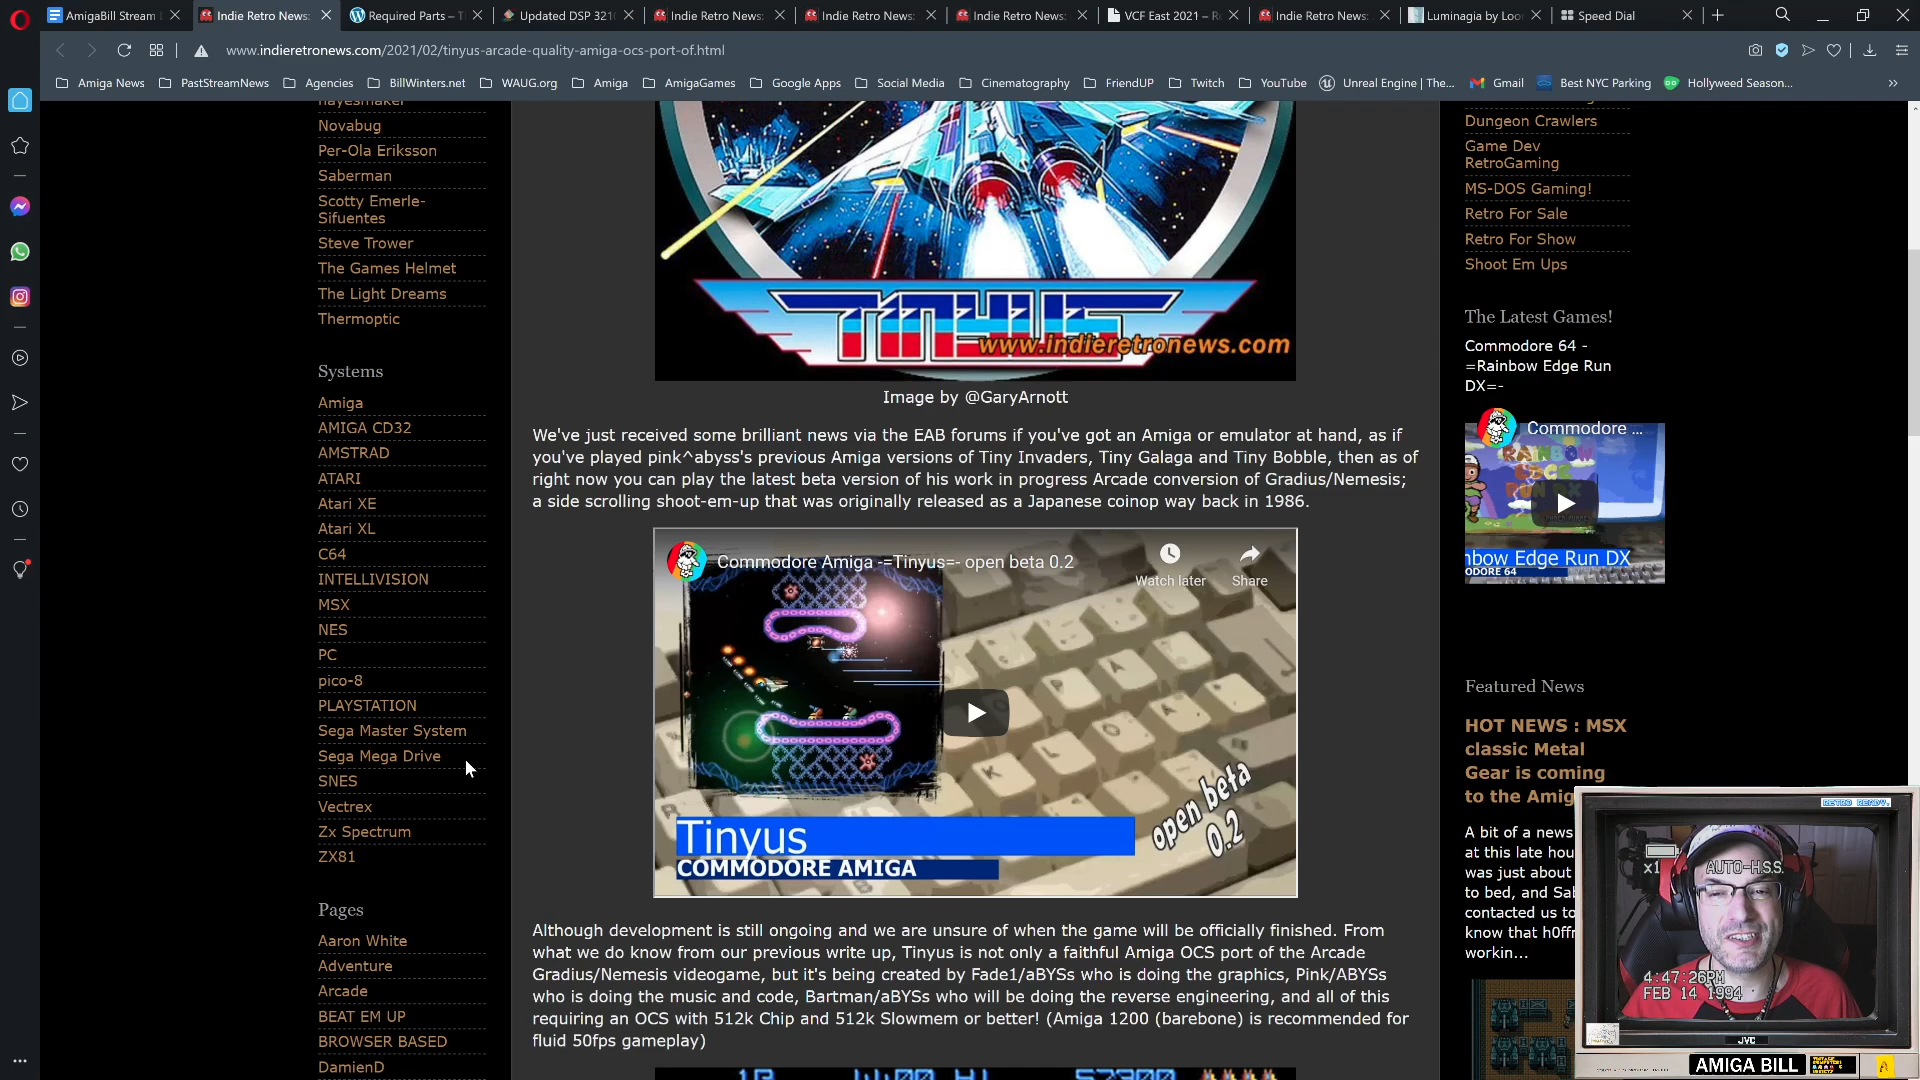 AmigaBill Stream
Indie Retro News:
Required Parts – T
Updated DSP 321
Indie Retro News:
Indie Retro News:
Indie Retro News:
VCF East 2021 – R
Indie Retro News:
Luminagia by Loo
Speed Dial
www.indieretronews.com/2021/02/tinyus-arcade-quality-amiga-ocs-port-of.html
Amiga News
PastStreamNews
Agencies
BillWinters.net
WAUG.org
Amiga
AmigaGames
Google Apps
Social Media
Cinematography
FriendUP
Twitch
YouTube
Unreal Engine | The...
Gmail
Best NYC Parking
Hollyweed Season...
hayesmaker
Novabug
Per-Ola Eriksson
Saberman
Scotty Emerle-
Sifuentes
Steve Trower
The Games Helmet
The Light Dreams
Thermoptic
Systems
Amiga
AMIGA CD32
AMSTRAD
ATARI
Atari XE
Atari XL
C64
INTELLIVISION
MSX
NES
PC
pico-8
PLAYSTATION
Sega Master System
Sega Mega Drive
SNES
Vectrex
Zx Spectrum
ZX81
Pages
Aaron White
Adventure
Arcade
BEAT EM UP
BROWSER BASED
DamienD
TINYUS
www.indieretronews.com
Image by @GaryArnott
We've just received some brilliant news via the EAB forums if you've got an Amiga or emulator at hand, as if
you've played pink^abyss's previous Amiga versions of Tiny Invaders, Tiny Galaga and Tiny Bobble, then as of
right now you can play the latest beta version of his work in progress Arcade conversion of Gradius/Nemesis;
a side scrolling shoot-em-up that was originally released as a Japanese coinop way back in 1986.
Commodore Amiga -=Tinyus=- open beta 0.2
Watch later
Share
open beta
0.2
Tinyus
COMMODORE AMIGA
Although development is still ongoing and we are unsure of when the game will be officially finished. From
what we do know from our previous write up, Tinyus is not only a faithful Amiga OCS port of the Arcade
Gradius/Nemesis videogame, but it's being created by Fade1/aBYSs who is doing the graphics, Pink/ABYSs
who is doing the music and code, Bartman/aBYSs who will be doing the reverse engineering, and all of this
requiring an OCS with 512k Chip and 512k Slowmem or better! (Amiga 1200 (barebone) is recommended for
fluid 50fps gameplay)
Dungeon Crawlers
Game Dev
RetroGaming
MS-DOS Gaming!
Retro For Sale
Retro For Show
Shoot Em Ups
The Latest Games!
Commodore 64 -
=Rainbow Edge Run
DX=-
Commodore ...
RAINBOW
EDGE
RUN DX
nbow Edge Run DX
ODORE 64
Featured News
HOT NEWS : MSX
classic Metal
Gear is coming
to the Amig
A bit of a news
at this late hou
was just about
to bed, and Sab
contacted us to
know that h0ffr
workin...
RETRO READY.
x1
AUTO-H.S.S.
4:47:26PM
FEB 14 1994
JVC
AMIGA BILL